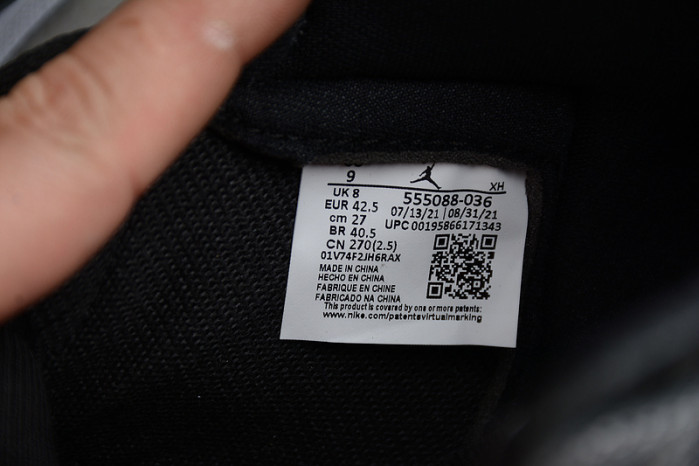 9
XH
UK 8
EUR 42.5
cm 27
BR 40.5
CN 270(2.5)
01V74F2JH6RAX
555088-036
07/13/21 | 08/31/21
UPC 00195866171343
MADE IN CHINA
HECHO EN CHINA
FABRIQUE EN CHINE
FABRICADO NA CHINA
This product is covered by one or more patents:
www.nike.com/patentsvirtualmarking